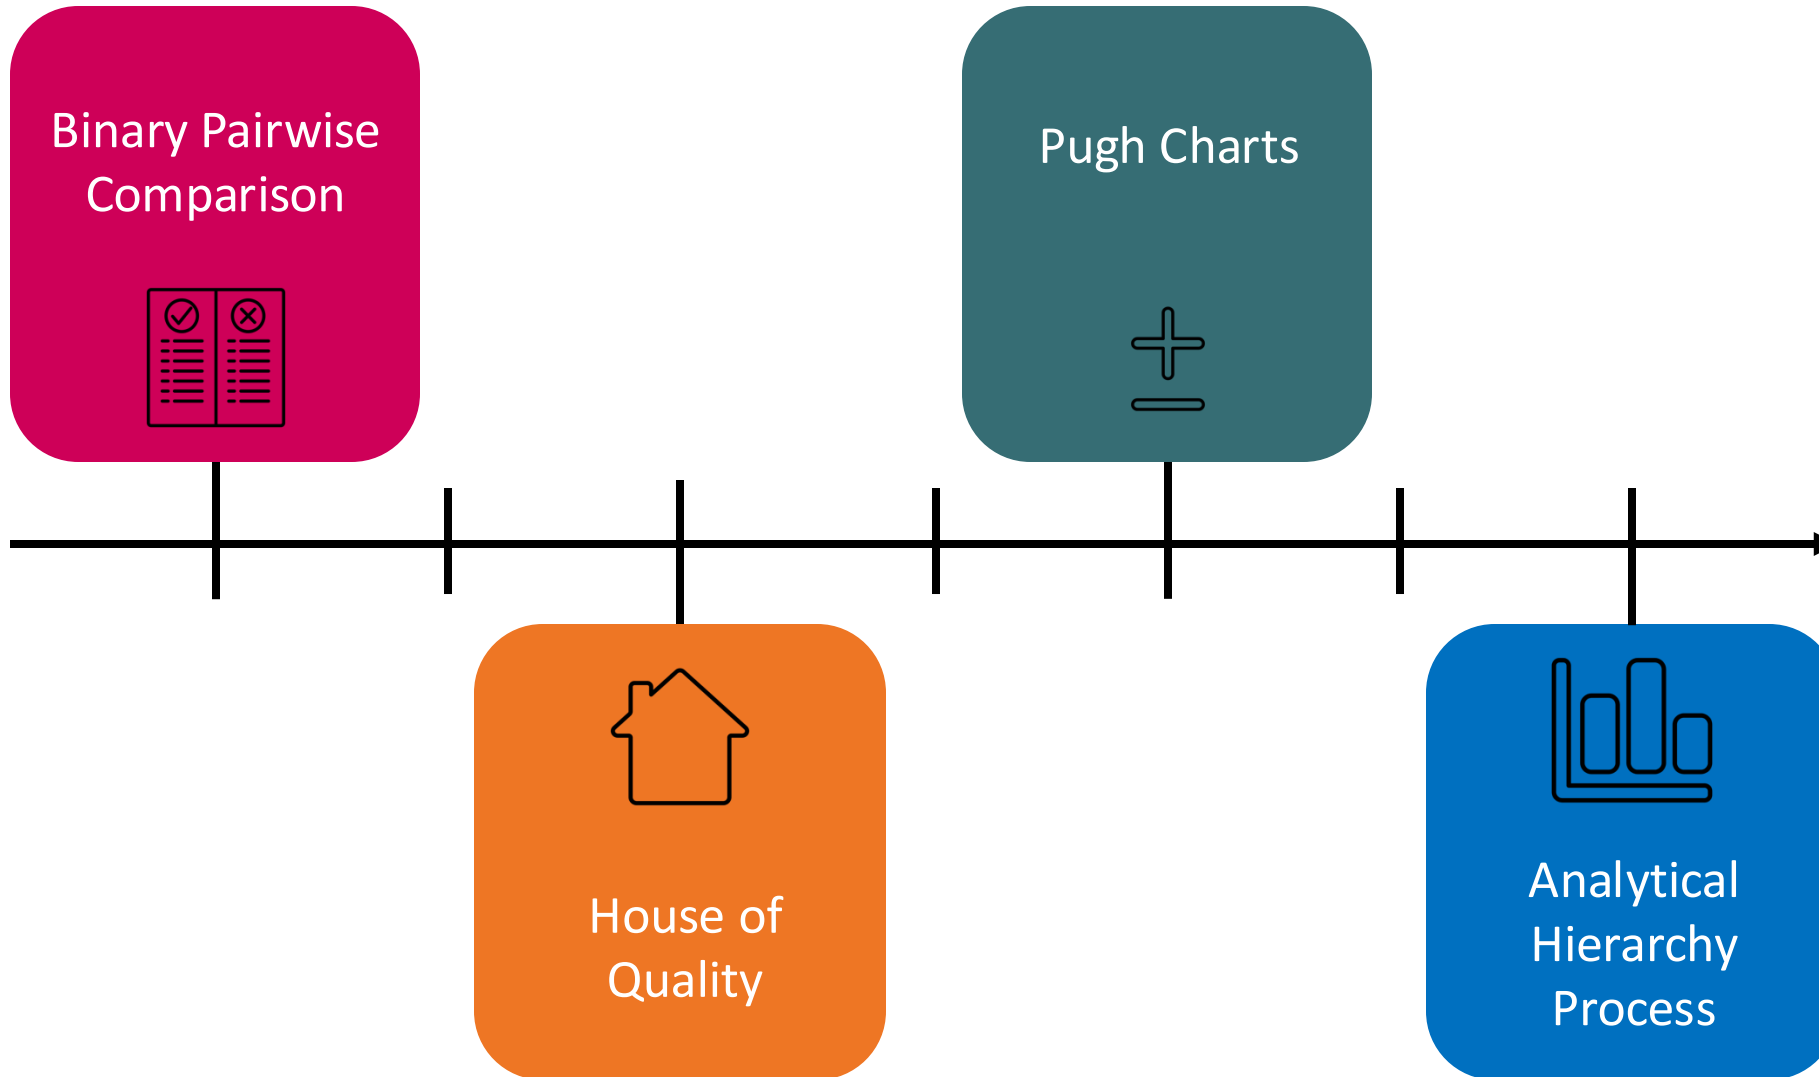 Binary Pairwise
Comparison
House of
Quality
Pugh Charts
Analytical
Hierarchy
Process